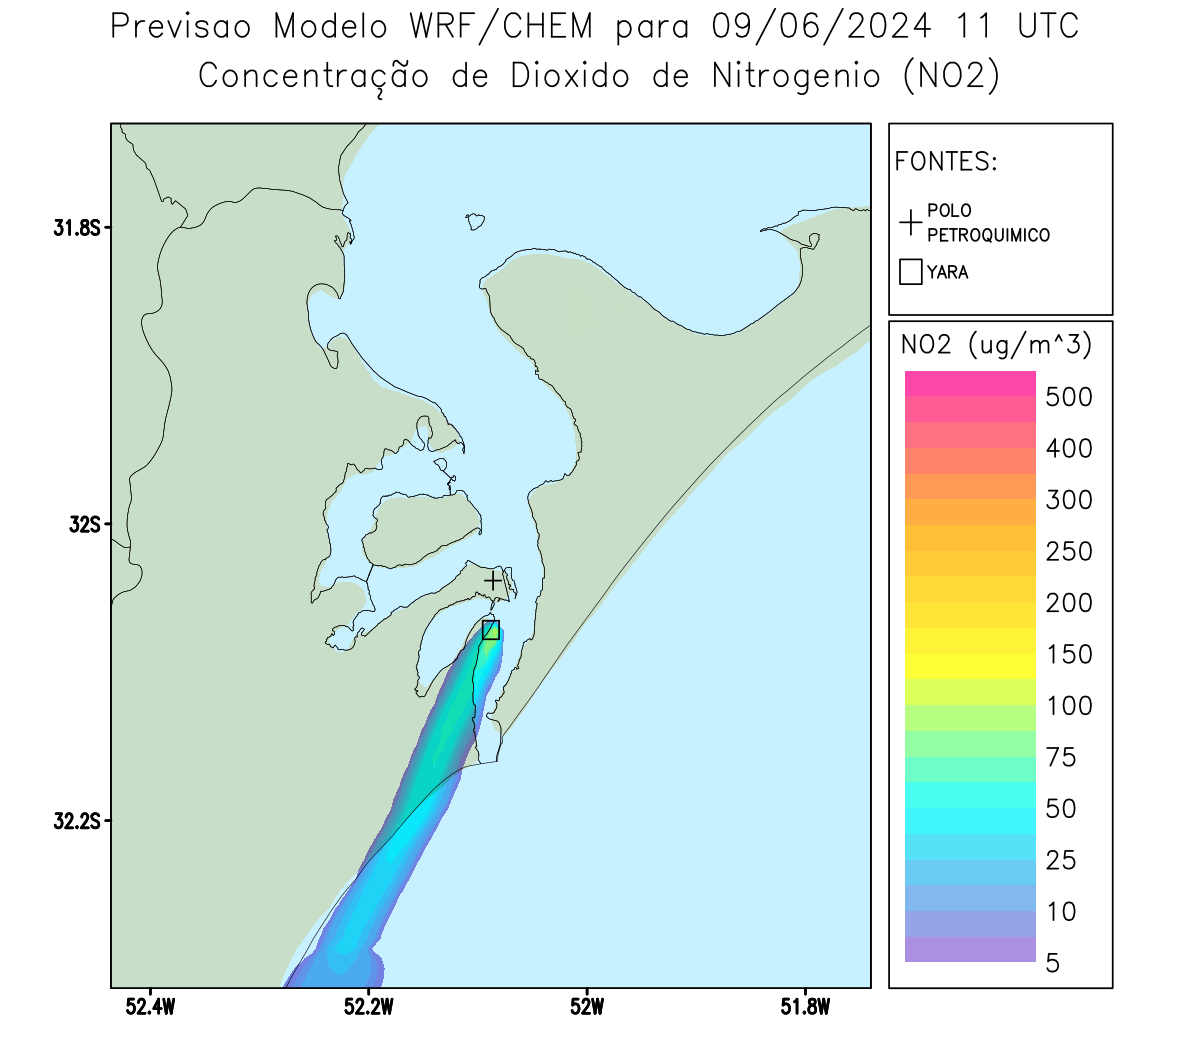 Previsao Modelo WRF/CHEM para 09/06/2024 11 UTC
Concentração de Dioxido de Nitrogenio (NO2)
FONTES:
POLO
PETROQUIMICO
YARA
NO2 (ug/m^3)
500
400
300
250
200
150
100
75
50
25
10
5
31.8S
32S
32.2S
52.4W
52.2W
52W
51.8W